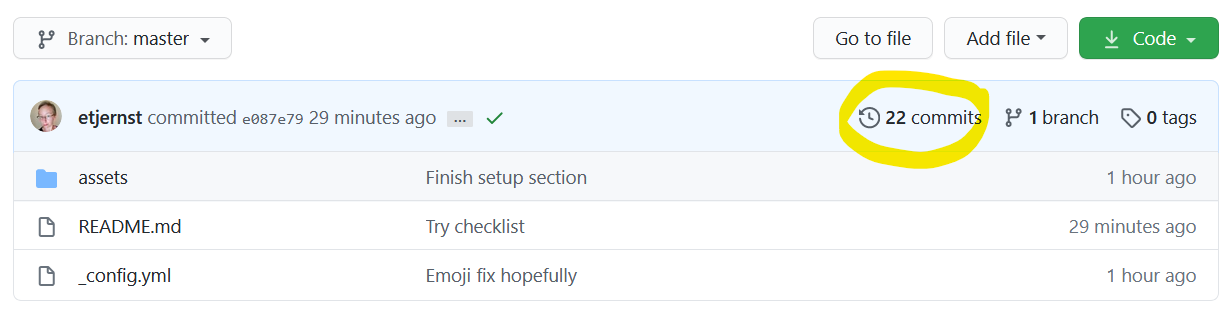 Branch: master Go to file Add file Code
etjernst committed e087e79 29 minutes ago ... 22 commits 1 branch 0 tags
assets Finish setup section 1 hour ago
README.md Try checklist 29 minutes ago
_config.yml Emoji fix hopefully 1 hour ago